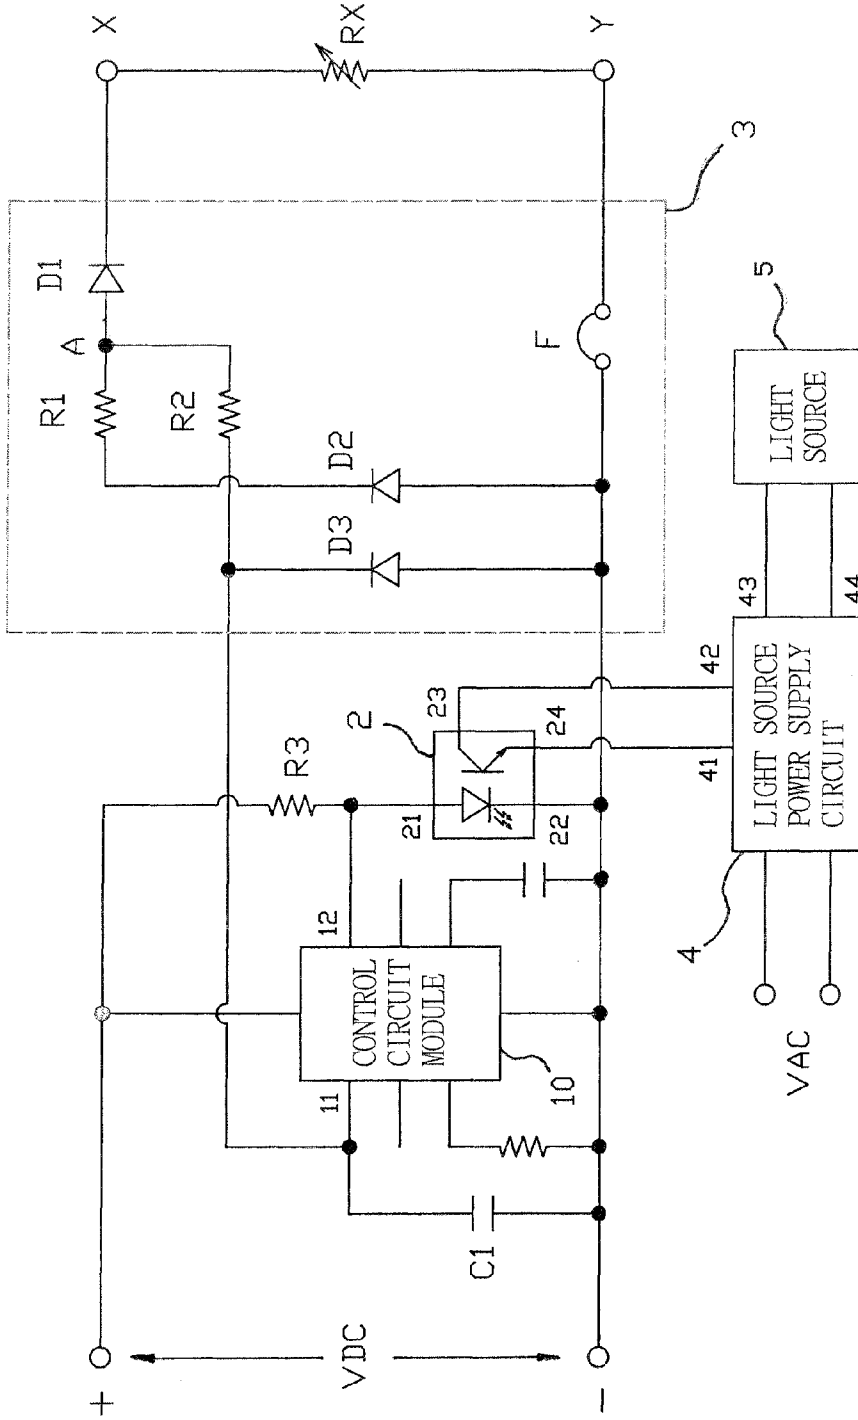 R1
D1
A
+
X
R2
R3
11
12
D3
D2
VDC
2
RX
CONTROL
CIRCUIT
MODULE
21
23
C1
22
24
F
10
-
Y
4
41
42
43
3
5
LIGHT SOURCE
POWER SUPPLY
CIRCUIT
LIGHT
SOURCE
VAC
44